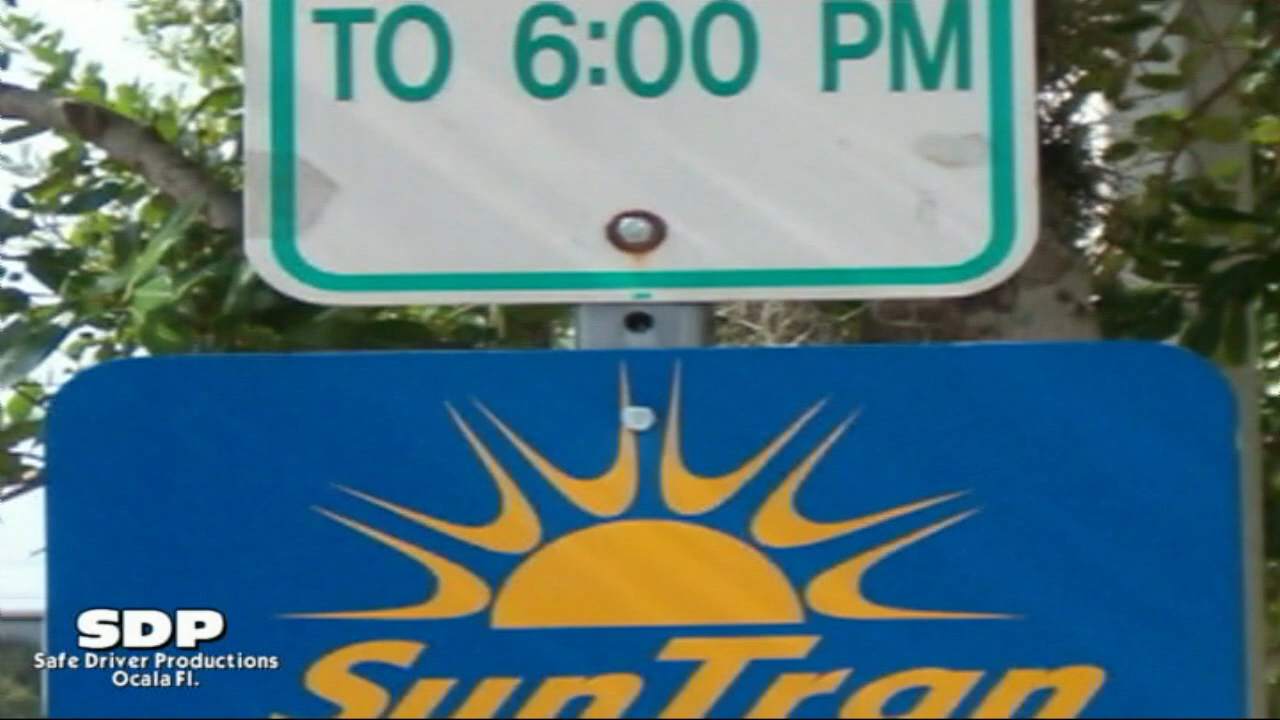 TO 6:00 PM
SunTran
SDP
Safe Driver Productions
Ocala Fl.